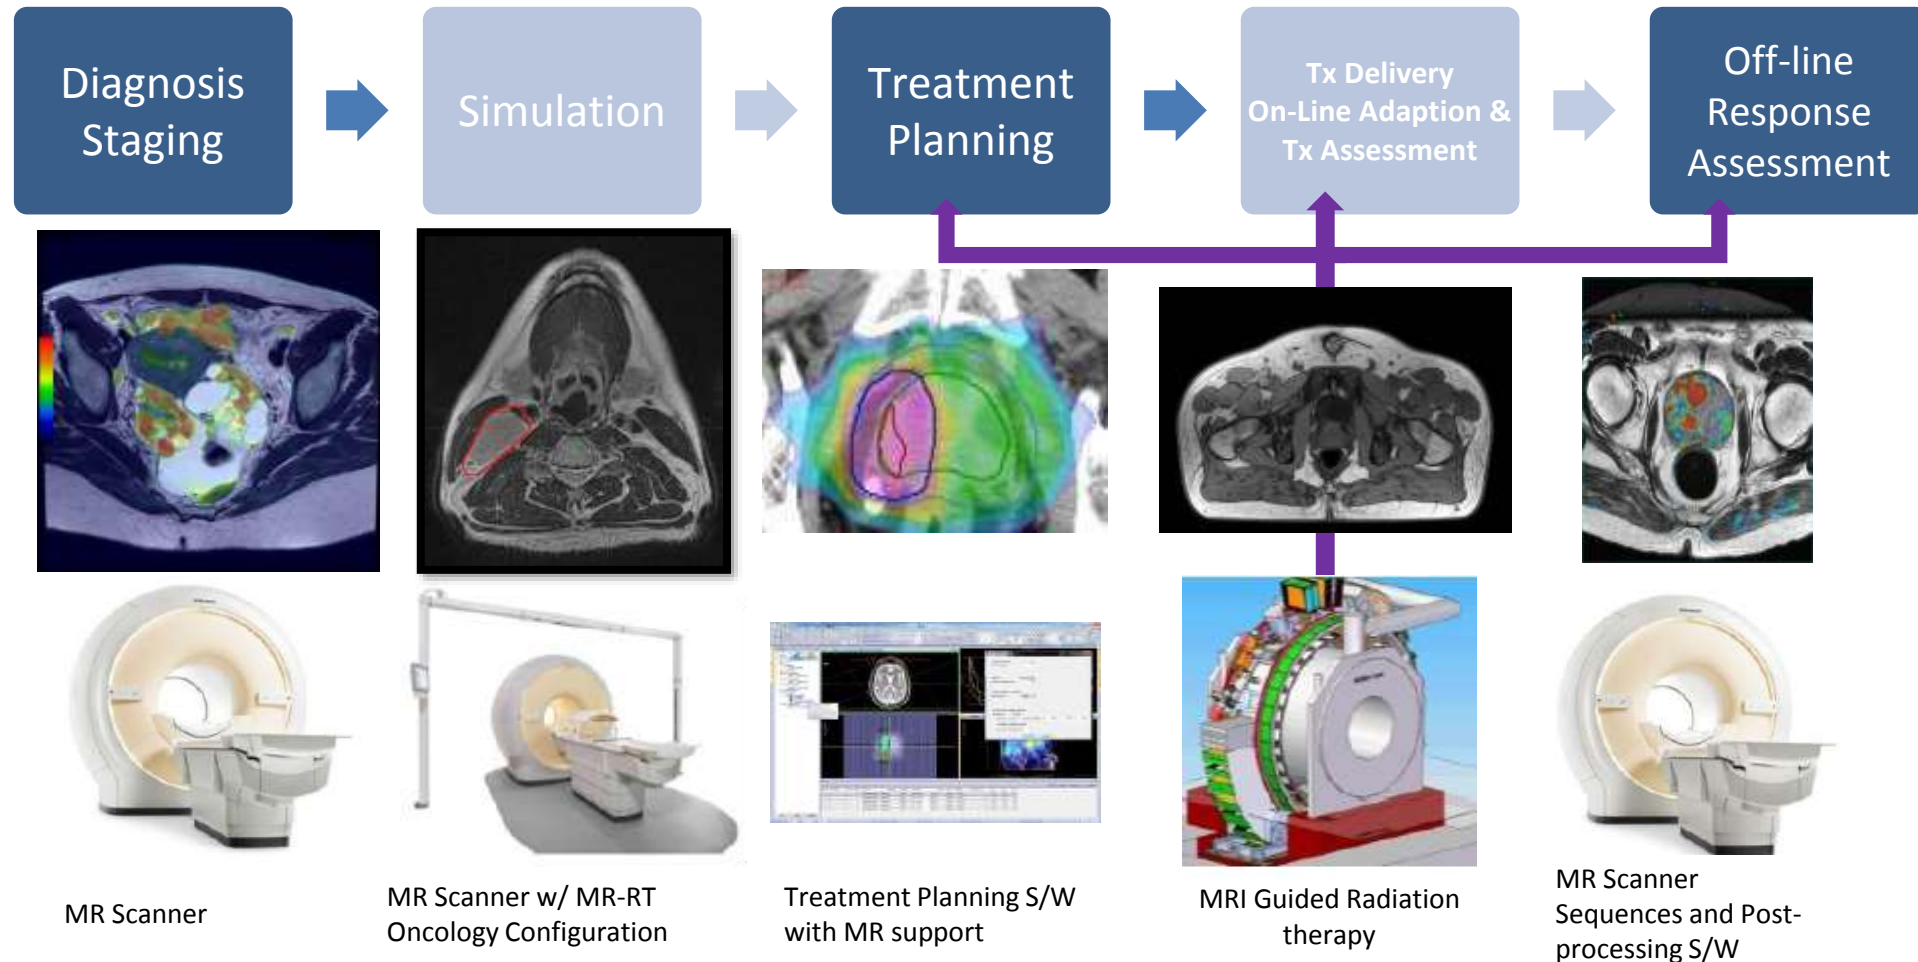 Diagnosis
Staging
Simulation
Treatment
Planning
Tx Delivery
On-Line Adaption &
Tx Assessment
Off-line
Response
Assessment
MR Scanner
MR Scanner w/ MR-RT
Oncology Configuration
Treatment Planning S/W
with MR support
MRI Guided Radiation
therapy
MR Scanner
Sequences and Post-
processing S/W